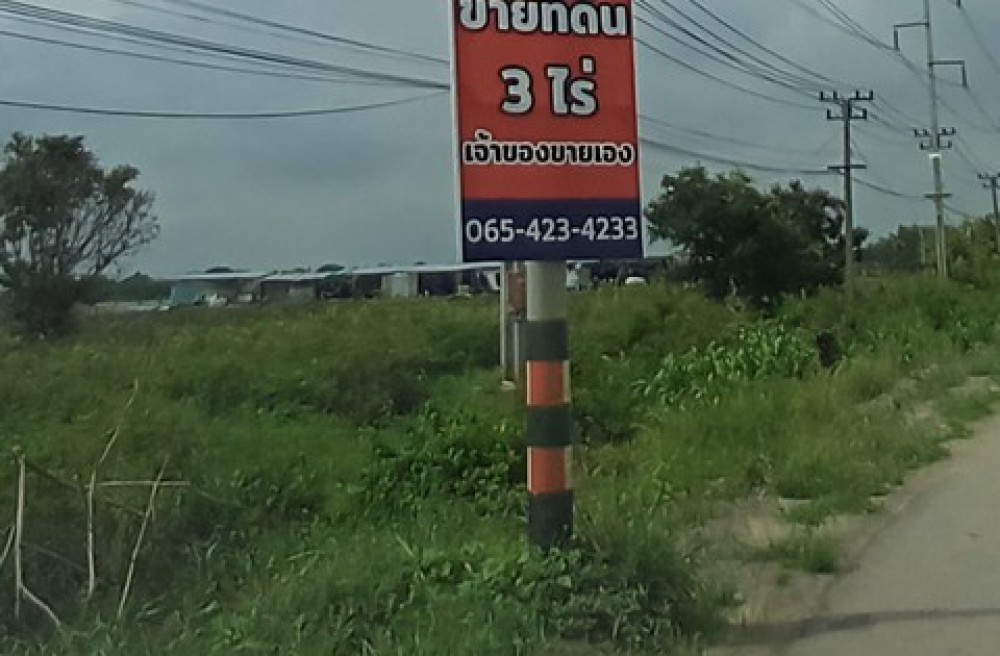 ขายที่ดิน
3 ไร่
เจ้าของขายเอง
065-423-4233